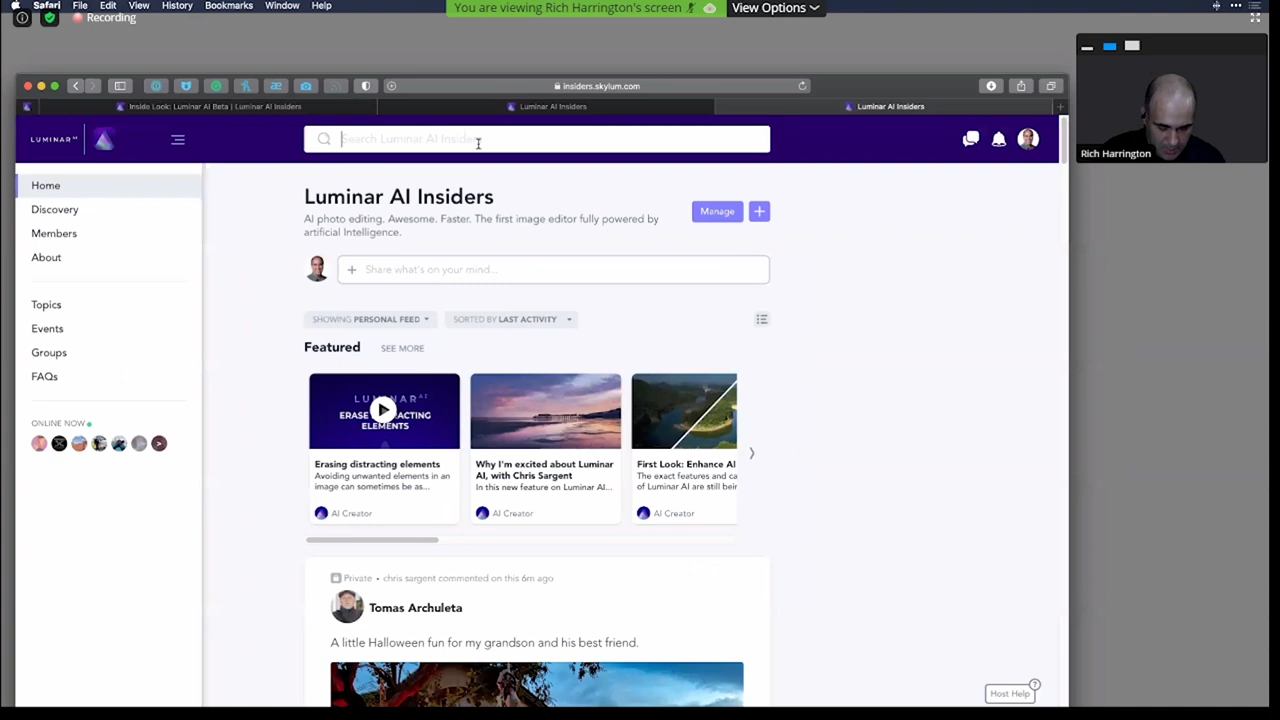 Safari File Edit View History Bookmarks Window Help
You are viewing Rich Harrington's screen
View Options
Recording
insiders.skylum.com
Inside Look: Luminar AI Beta | Luminar AI Insiders
Luminar AI Insiders
Luminar AI Insiders
Rich Harrington
LUMINAR AI
Search Luminar AI Insiders
Home
Discovery
Members
About
Topics
Events
Groups
FAQs
ONLINE NOW
Luminar AI Insiders
AI photo editing. Awesome. Faster. The first image editor fully powered by
artificial Intelligence.
Manage
Share what's on your mind...
SHOWING PERSONAL FEED
SORTED BY LAST ACTIVITY
Featured SEE MORE
LUMINAR AI
ERASE DISTRACTING
ELEMENTS
Erasing distracting elements
Avoiding unwanted elements in an
image can sometimes be as...
AI Creator
Why I'm excited about Luminar
AI, with Chris Sargent
In this new feature on Luminar AI...
AI Creator
First Look: Enhance AI
The exact features and ca
of Luminar AI are still bein
AI Creator
Private • chris sargent commented on this 6m ago
Tomas Archuleta
A little Halloween fun for my grandson and his best friend.
Host Help
?